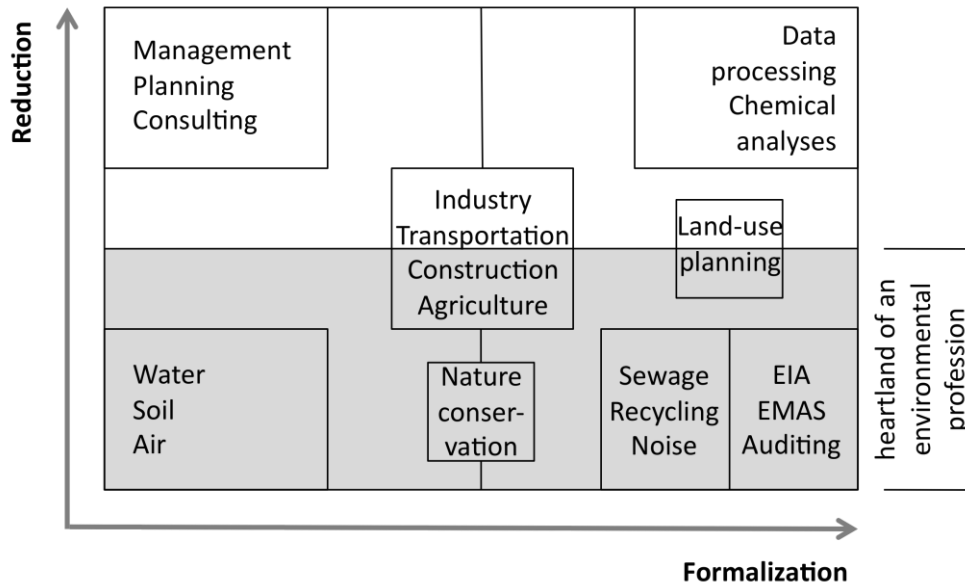 Reduction
Management
Planning
Consulting
Data
processing
Chemical
analyses
Industry
Transportation
Construction
Agriculture
Land-use
planning
Water
Soil
Air
Nature
conser-
vation
Sewage
Recycling
Noise
EIA
EMAS
Auditing
heartland of an
environmental
profession
Formalization